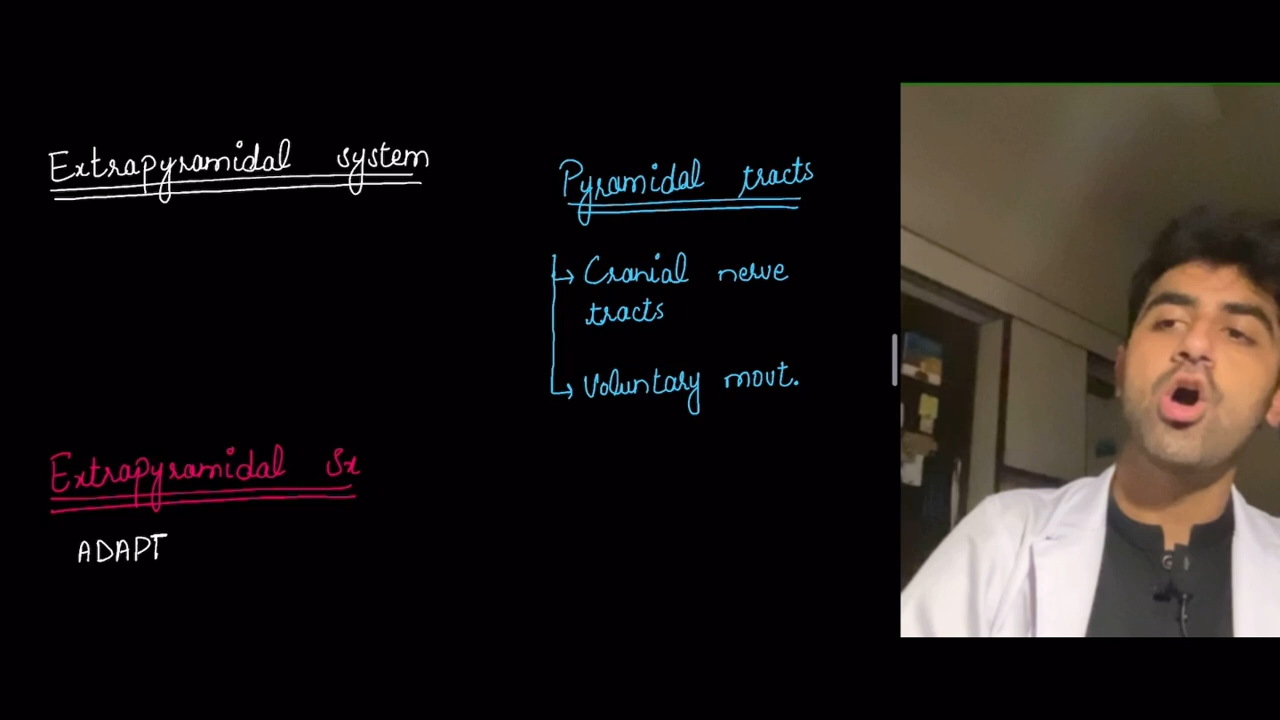 Extrapyramidal system
Extrapyramidal Sx
ADAPT
Pyramidal tracts
Cranial nerve
tracts
Voluntary movt.